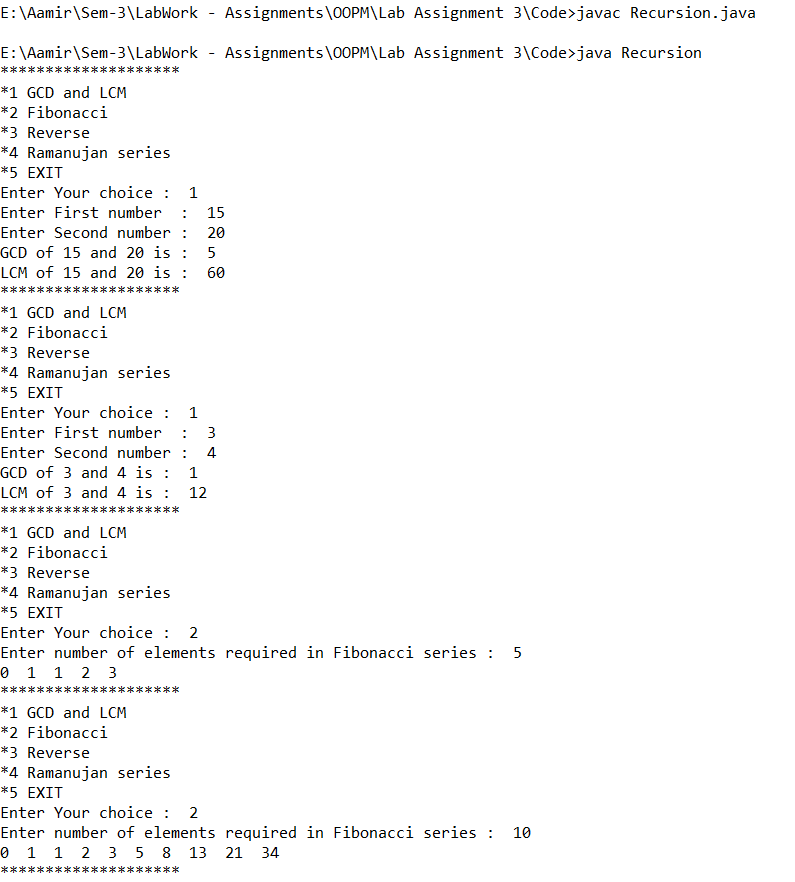 E:\Aamir\Sem-3\LabWork - Assignments\OOPM\Lab Assignment 3\Code>javac Recursion.java
E:\Aamir\Sem-3\LabWork - Assignments\OOPM\Lab Assignment 3\Code>java Recursion
********************
*1 GCD and LCM
*2 Fibonacci
*3 Reverse
*4 Ramanujan series
*5 EXIT
Enter Your choice :  1
Enter First number  :  15
Enter Second number :  20
GCD of 15 and 20 is :  5
LCM of 15 and 20 is :  60
********************
*1 GCD and LCM
*2 Fibonacci
*3 Reverse
*4 Ramanujan series
*5 EXIT
Enter Your choice :  1
Enter First number  :  3
Enter Second number :  4
GCD of 3 and 4 is :  1
LCM of 3 and 4 is :  12
********************
*1 GCD and LCM
*2 Fibonacci
*3 Reverse
*4 Ramanujan series
*5 EXIT
Enter Your choice :  2
Enter number of elements required in Fibonacci series :  5
0  1  1  2  3
********************
*1 GCD and LCM
*2 Fibonacci
*3 Reverse
*4 Ramanujan series
*5 EXIT
Enter Your choice :  2
Enter number of elements required in Fibonacci series :  10
0  1  1  2  3  5  8  13  21  34
********************